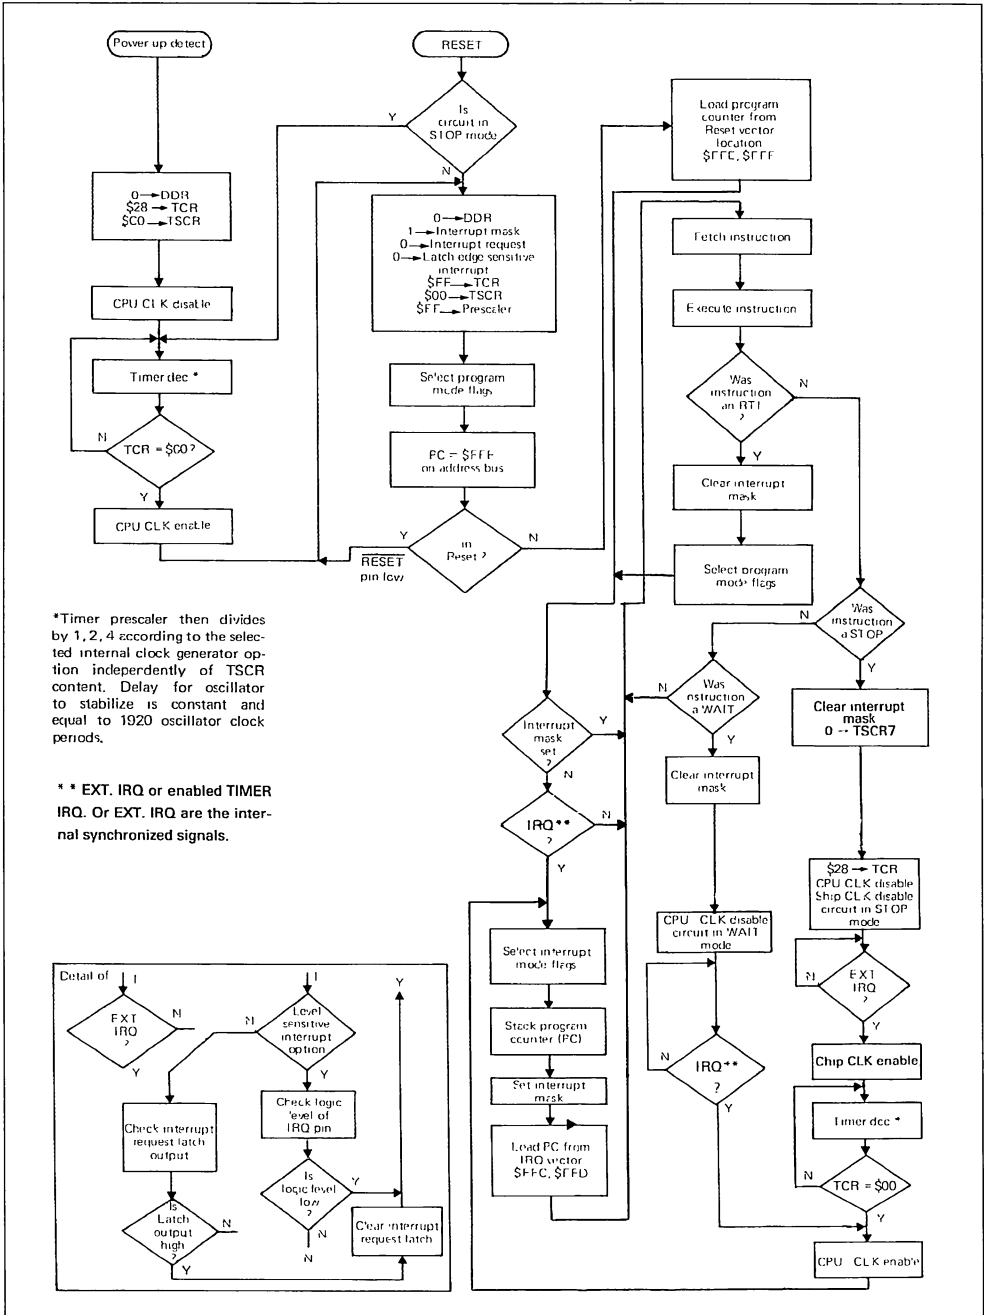 Power up detect
0→DDR
$28→TCR
$C0→TSCR
CPU CLK disable
Timer dec *
TCR = $00?
N
Y
CPU CLK enable
RESET
Is
circuit in
STOP mode
Y
N
0→DDR
1→Interrupt mask
0→Interrupt request
0→Latch edge sensitive
interrupt
$FF→TCR
$00→TSCR
$FF→Prescaler
Select program
mode flags
PC = $FFF
on address bus
in
Reset ?
Y
N
RESET
pin low
Load program
counter from
Reset vector
location
$FFE, $FFF
Fetch instruction
Execute instruction
Was
instruction
an RTI
?
N
Y
Clear interrupt
mask
Select program
mode flags
Was
instruction
a STOP
N
Y
Clear interrupt
mask
0 -- TSCR7
$28→TCR
CPU CLK disable
Ship CLK disable
circuit in STOP
mode
EXT
IRQ
?
N
Y
Chip CLK enable
Timer dec *
TCR = $00
N
Y
CPU CLK enable
Was
instruction
a WAIT
N
Y
Clear interrupt
mask
CPU CLK disable
circuit in WAIT
mode
IRQ**
?
N
Y
Interrupt
mask
set
?
Y
N
IRQ**
?
N
Y
Select interrupt
mode flags
Stack program
counter (PC)
Set interrupt
mask
Load PC from
IRQ vector
$FFC, $FFD
*Timer prescaler then divides
by 1, 2, 4 according to the selec-
ted internal clock generator op-
tion independently of TSCR
content. Delay for oscillator
to stabilize is constant and
equal to 1920 oscillator clock
periods.
* * EXT. IRQ or enabled TIMER
IRQ. Or EXT. IRQ are the inter-
nal synchronized signals.
Detail of
I
EXT
IRQ
?
N
Y
I
Level
sensitive
interrupt
option
N
Y
Check interrupt
request latch
output
Is
Latch
output
high
?
N
Y
Check logic
level of
IRQ pin
Is
logic level
low
?
Y
N
N
Clear interrupt
request latch
Y